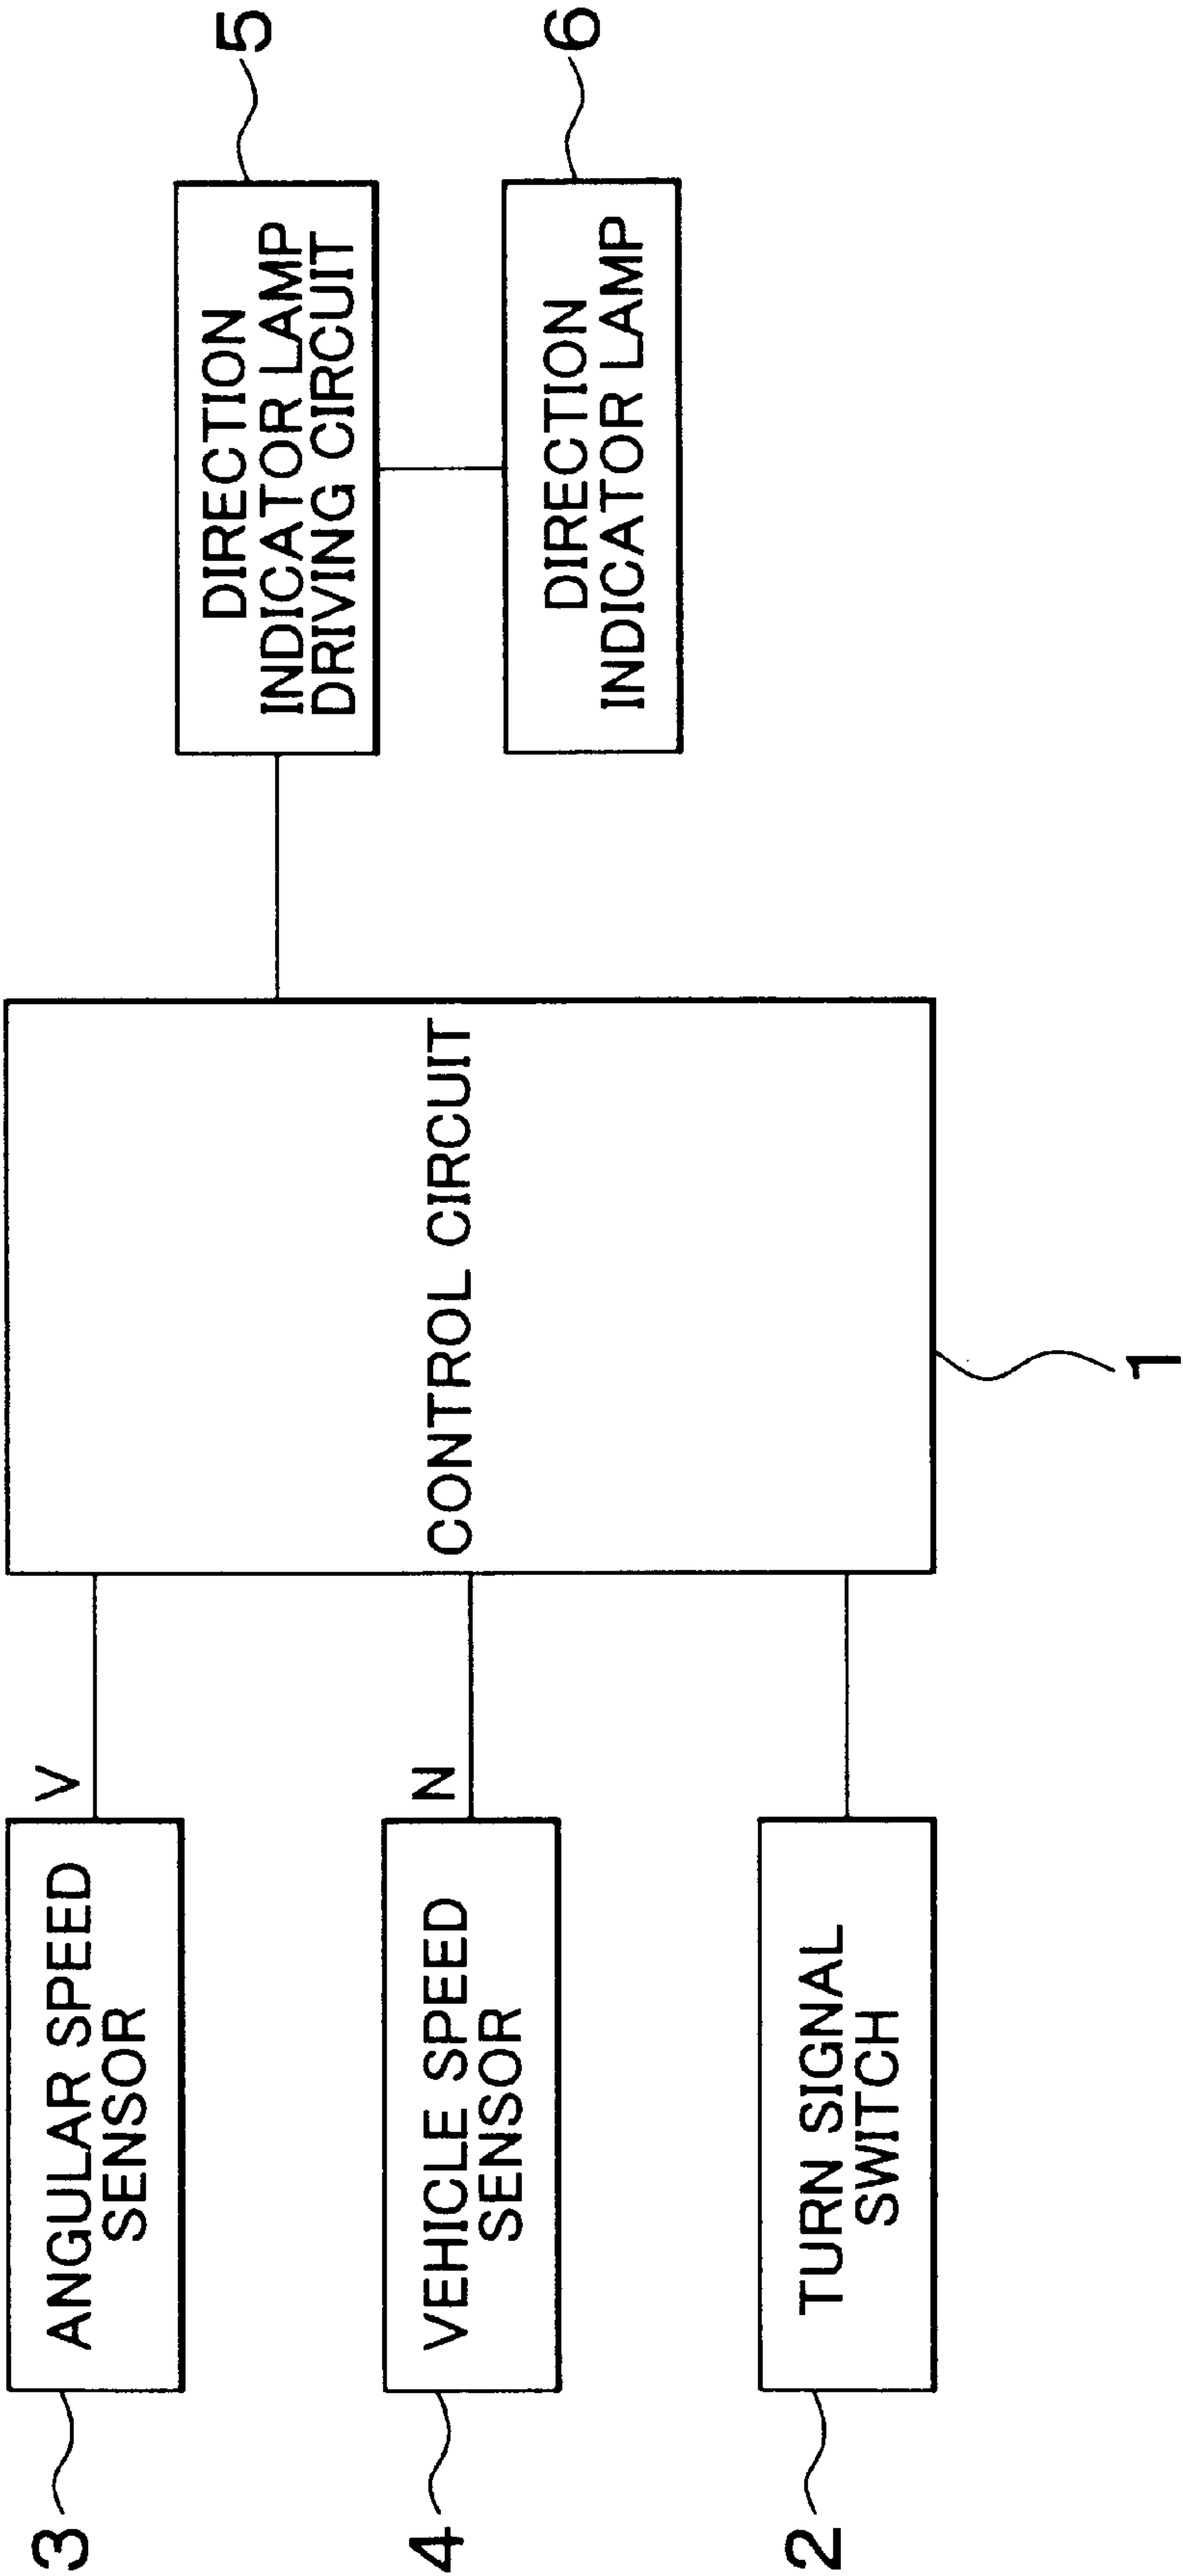 3
ANGULAR SPEED
SENSOR
V
4
VEHICLE SPEED
SENSOR
N
2
TURN SIGNAL
SWITCH
CONTROL CIRCUIT
1
DIRECTION
INDICATOR LAMP
DRIVING CIRCUIT
5
DIRECTION
INDICATOR LAMP
6